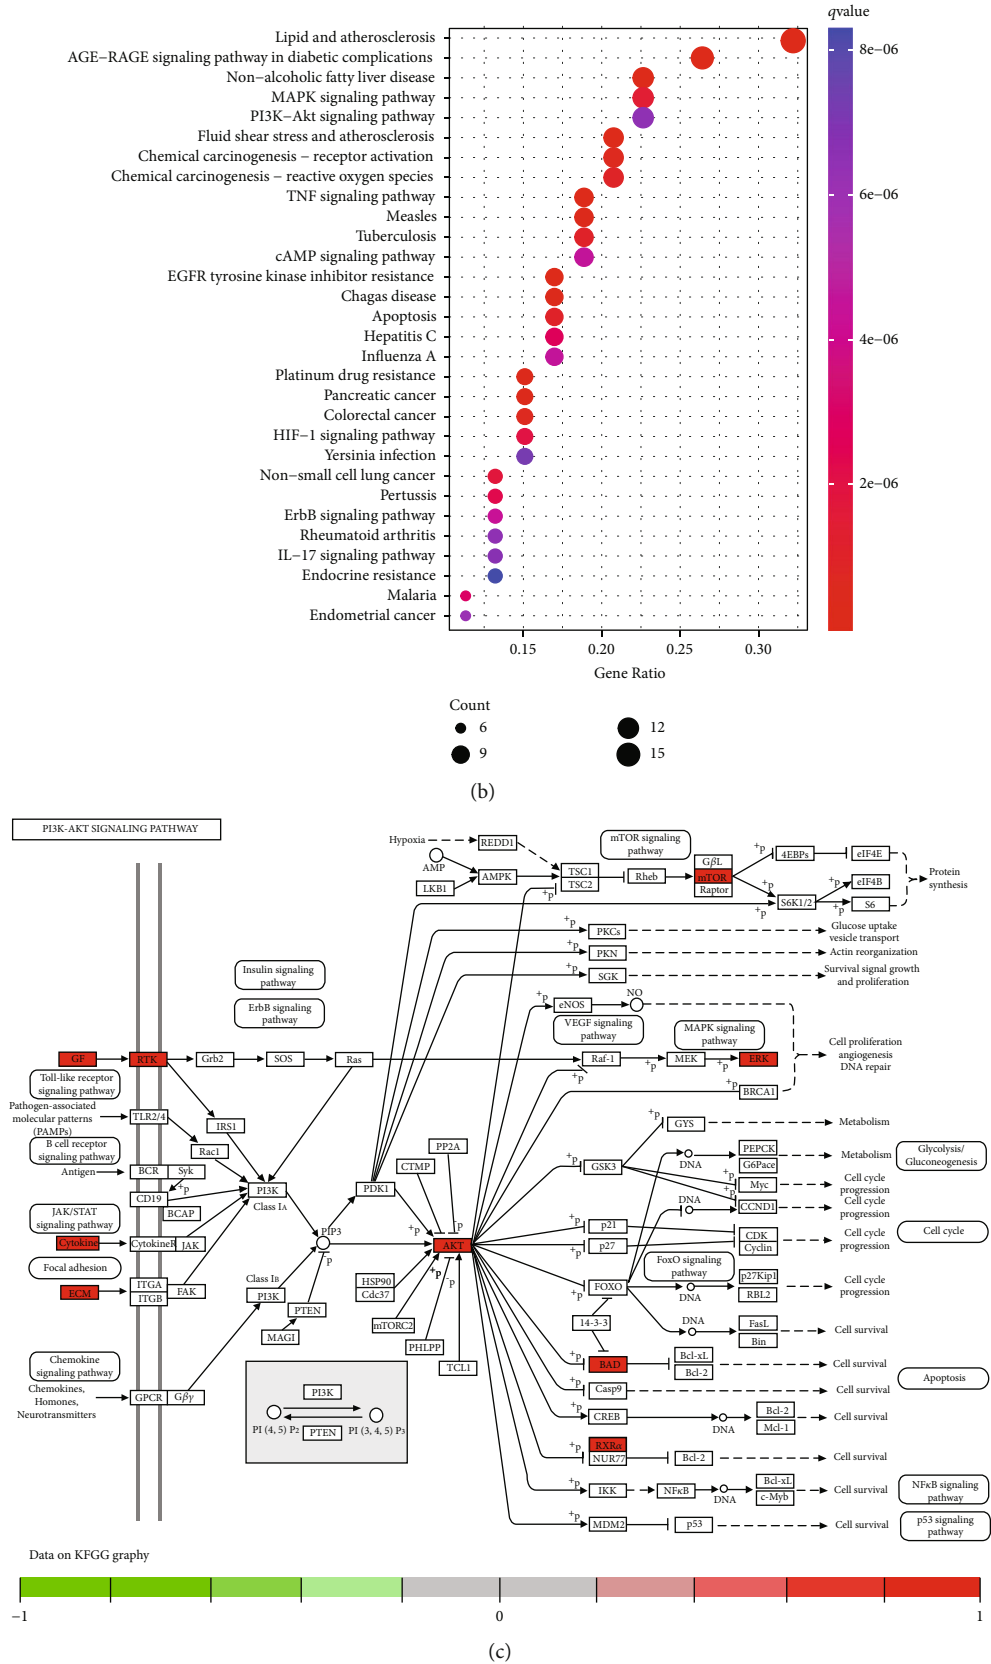 qvalue
Lipid and atherosclerosis
AGE−RAGE signaling pathway in diabetic complications
Non−alcoholic fatty liver disease
MAPK signaling pathway
PI3K−Akt signaling pathway
Fluid shear stress and atherosclerosis
Chemical carcinogenesis − receptor activation
Chemical carcinogenesis − reactive oxygen species
TNF signaling pathway
Measles
Tuberculosis
cAMP signaling pathway
EGFR tyrosine kinase inhibitor resistance
Chagas disease
Apoptosis
Hepatitis C
Influenza A
Platinum drug resistance
Pancreatic cancer
Colorectal cancer
HIF−1 signaling pathway
Yersinia infection
Non−small cell lung cancer
Pertussis
ErbB signaling pathway
Rheumatoid arthritis
IL−17 signaling pathway
Endocrine resistance
Malaria
Endometrial cancer
8e−06
6e−06
4e−06
2e−06
0.15 0.20 0.25 0.30
Gene Ratio
Count
6 12
9 15
(b)
PI3K-AKT SIGNALING PATHWAY
Hypoxia
REDD1
AMP
LKB1
AMPK
TSC1
TSC2
+p
Rheb
mTOR signaling
pathway
GβL
mTOR
Raptor
+p
4EBPs
eIF4E
+p
+p
S6K1/2
+p
eIF4B
+p
S6
Protein
synthesis
+p
PKCs
Glucose uptake
vesicle transport
+p
PKN
Actin reorganization
+p
SGK
Survival signal growth
and proliferation
Insulin signaling
pathway
ErbB signaling
pathway
+p
eNOS
NO
VEGF signaling
pathway
MAPK signaling
pathway
GF
RTK
Grb2
SOS
Ras
Raf-1
+p
+p
MEK
+p
ERK
Cell proliferation
angiogenesis
DNA repair
+p
BRCA1
Toll-like receptor
signaling pathway
Pathogen-associated
molecular patterns
(PAMPs)
TLR2/4
IRS1
Rac1
B cell receptor
signaling pathway
Antigen
BCR
Syk
+p
CD19
BCAP
PI3K
Class IA
PDK1
CTMP
PP2A
+p
-p
JAK/STAT
signaling pathway
Cytokine
CytokineR
JAK
PIP3
-p
AKT
+p
-p
Focal adhesion
ECM
ITGA
ITGB
FAK
Class IB
PI3K
PTEN
MAGI
HSP90
Cdc37
mTORC2
PHLPP
TCL1
Chemokine
signaling pathway
Chemokines,
Homones,
Neurotransmitters
GPCR
Gβγ
PI3K
PI (4, 5) P2
PTEN
PI (3, 4, 5) P3
+p
GYS
Metabolism
+p
GSK3
DNA
PEPCK
G6Pace
Metabolism
Glycolysis/
Gluconeogenesis
+p
Myc
Cell cycle
progression
+p
DNA
CCND1
Cell cycle
progression
+p
p21
+p
p27
CDK
Cyclin
Cell cycle
progression
Cell cycle
FoxO signaling
pathway
+p
FOXO
DNA
p27Kip1
RBL2
Cell cycle
progression
14-3-3
DNA
FasL
Bin
Cell survival
+p
BAD
Bcl-xL
Bcl-2
Cell survival
Apoptosis
+p
Casp9
Cell survival
+p
CREB
DNA
Bcl-2
Mcl-1
Cell survival
+p
RXRα
NUR77
Bcl-2
Cell survival
+p
IKK
NFκB
DNA
Bcl-xL
c-Myb
Cell survival
NFκB signaling
pathway
+p
MDM2
p53
Cell survival
p53 signaling
pathway
Data on KFGG graphy
−1 0 1
(c)